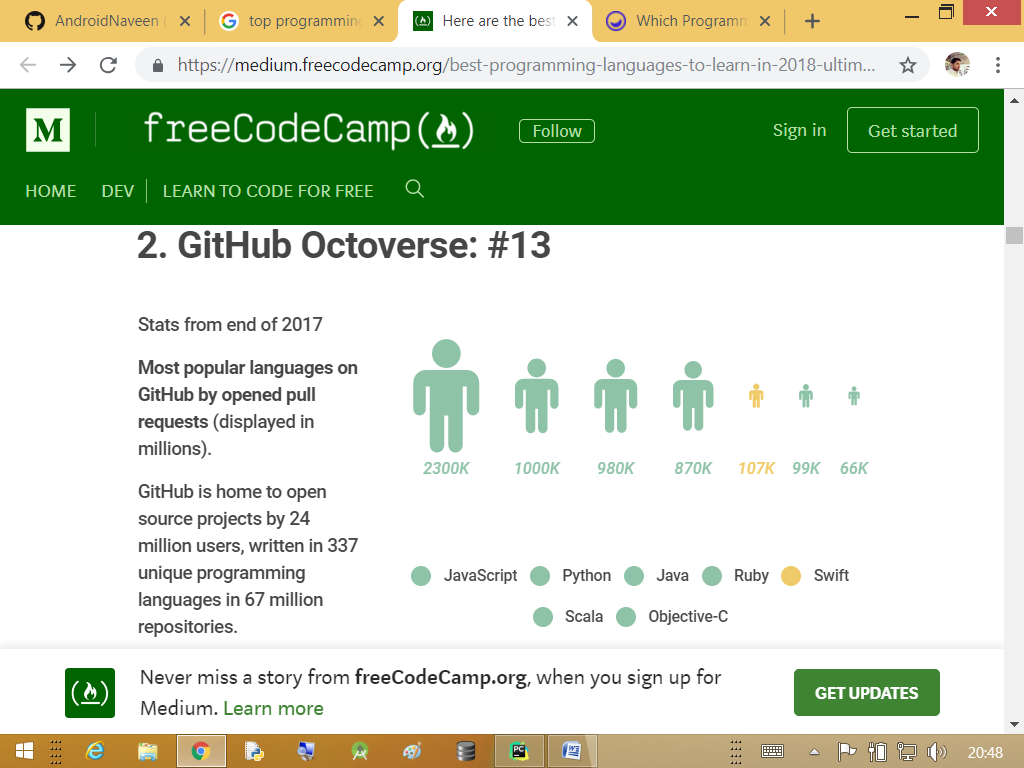 AndroidNaveen (
top programming
Here are the best
Which Programm
https://medium.freecodecamp.org/best-programming-languages-to-learn-in-2018-ultim...
M
freeCodeCamp
Follow
Sign in
Get started
HOME
DEV
LEARN TO CODE FOR FREE
2. GitHub Octoverse: #13
Stats from end of 2017
Most popular languages on
GitHub by opened pull
requests (displayed in
millions).
GitHub is home to open
source projects by 24
million users, written in 337
unique programming
languages in 67 million
repositories.
2300K 1000K 980K 870K 107K 99K 66K
JavaScript Python Java Ruby Swift
Scala Objective-C
Never miss a story from freeCodeCamp.org, when you sign up for
Medium. Learn more
GET UPDATES
20:48